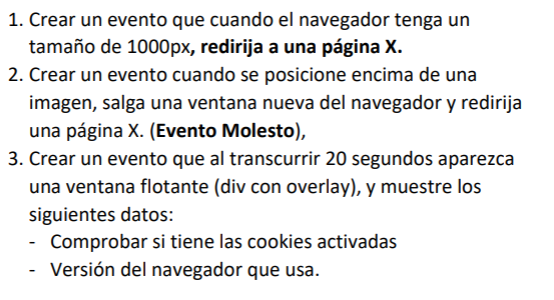 1. Crear un evento que cuando el navegador tenga un
tamaño de 1000px, redirija a una página X.
2. Crear un evento cuando se posicione encima de una
imagen, salga una ventana nueva del navegador y redirija
una página X. (Evento Molesto),
3. Crear un evento que al transcurrir 20 segundos aparezca
una ventana flotante (div con overlay), y muestre los
siguientes datos:
- Comprobar si tiene las cookies activadas
- Versión del navegador que usa.